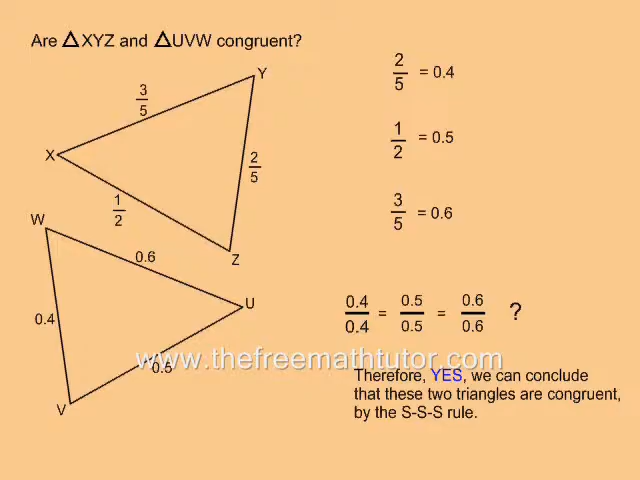 Are △XYZ and △UVW congruent?
Y
3/5
X
2/5
1/2
Z
W
0.6
U
0.4
0.5
V
2/5 = 0.4
1/2 = 0.5
3/5 = 0.6
0.4/0.4 = 0.5/0.5 = 0.6/0.6 ?
www.thefreemathtutor.com
Therefore, YES, we can conclude
that these two triangles are congruent,
by the S-S-S rule.